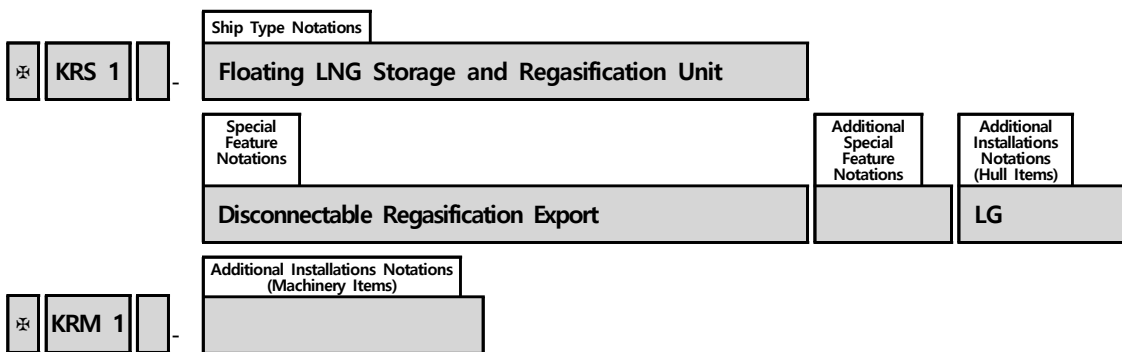 Ship Type Notations
✠ KRS 1 - Floating LNG Storage and Regasification Unit
Special
Feature
Notations
Additional
Special
Feature
Notations
Additional
Installations
Notations
(Hull Items)
Disconnectable Regasification Export
LG
Additional Installations Notations
(Machinery Items)
✠ KRM 1 -